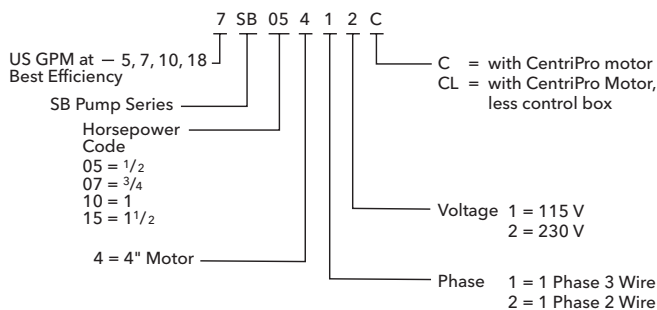 7 SB 05 4 1 2 C
US GPM at – 5, 7, 10, 18
Best Efficiency
SB Pump Series
Horsepower
Code
05 = 1/2
07 = 3/4
10 = 1
15 = 1 1/2
4 = 4" Motor
C = with CentriPro motor
CL = with CentriPro Motor,
less control box
Voltage 1 = 115 V
2 = 230 V
Phase 1 = 1 Phase 3 Wire
2 = 1 Phase 2 Wire